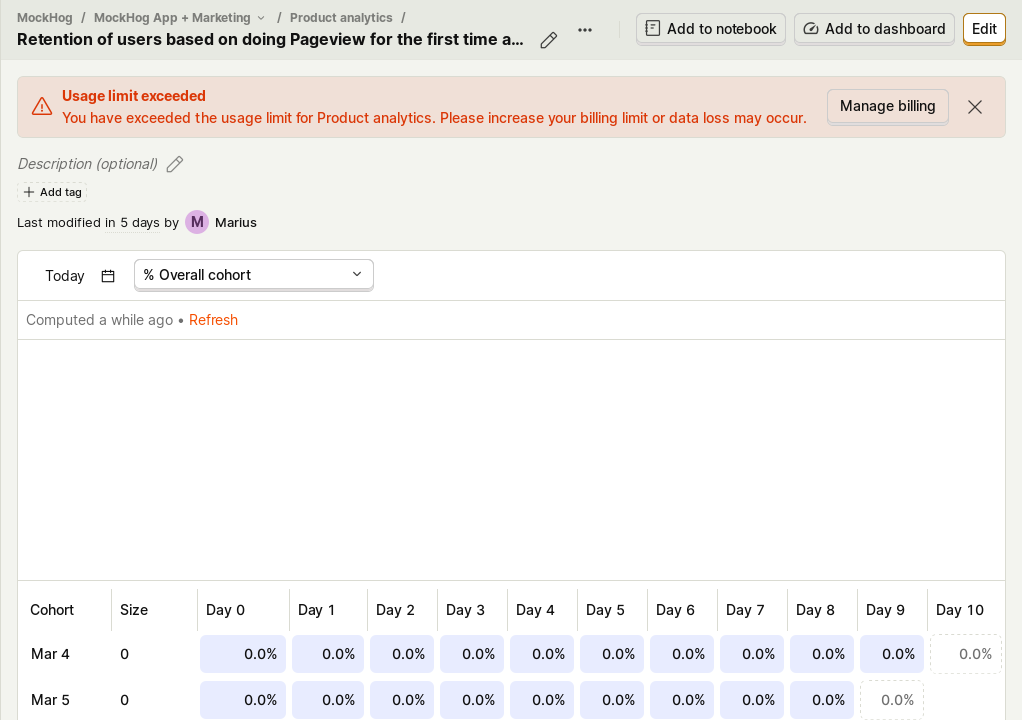 MockHog / MockHog App + Marketing / Product analytics /
Retention of users based on doing Pageview for the first time a...
Add to notebook
Add to dashboard
Edit
Usage limit exceeded
You have exceeded the usage limit for Product analytics. Please increase your billing limit or data loss may occur.
Manage billing
Description (optional)
Add tag
Last modified in 5 days by M Marius
Today
% Overall cohort
Computed a while ago • Refresh
Cohort Size Day 0 Day 1 Day 2 Day 3 Day 4 Day 5 Day 6 Day 7 Day 8 Day 9 Day 10
Mar 4 0 0.0% 0.0% 0.0% 0.0% 0.0% 0.0% 0.0% 0.0% 0.0% 0.0% 0.0%
Mar 5 0 0.0% 0.0% 0.0% 0.0% 0.0% 0.0% 0.0% 0.0% 0.0% 0.0%